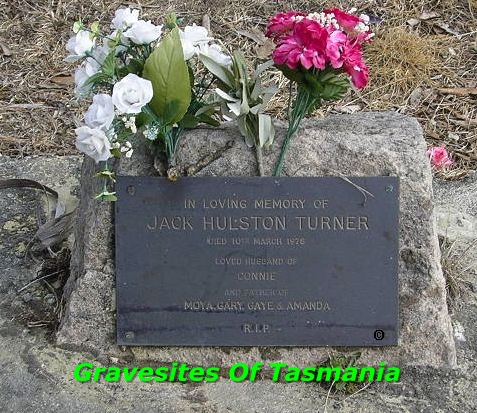 IN LOVING MEMORY OF
JACK HULSTON TURNER
DIED 10TH MARCH 1976
LOVED HUSBAND OF
CONNIE
AND FATHER OF
MOYA, GARY, GAYE & AMANDA
R.I.P.
Gravesites Of Tasmania